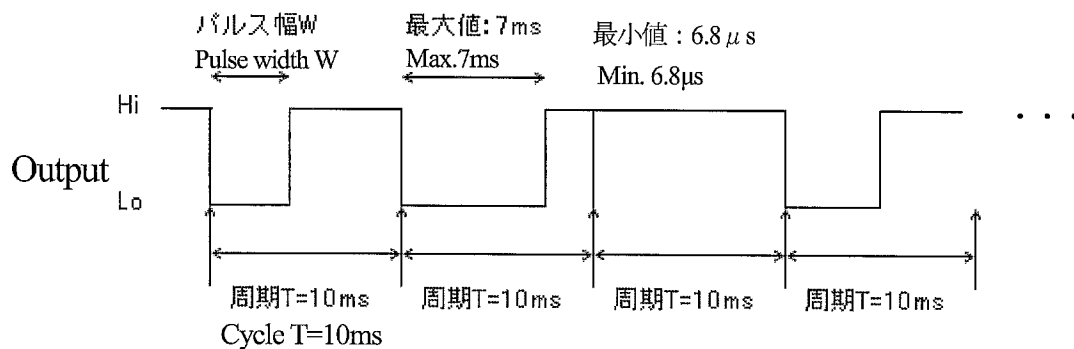 パルス幅W
Pulse width W
最大値:7ms
Max.7ms
最小値：6.8μs
Min. 6.8μs
Hi
Output
Lo
・・・
周期T=10ms
周期T=10ms
周期T=10ms
周期T=10ms
Cycle T=10ms